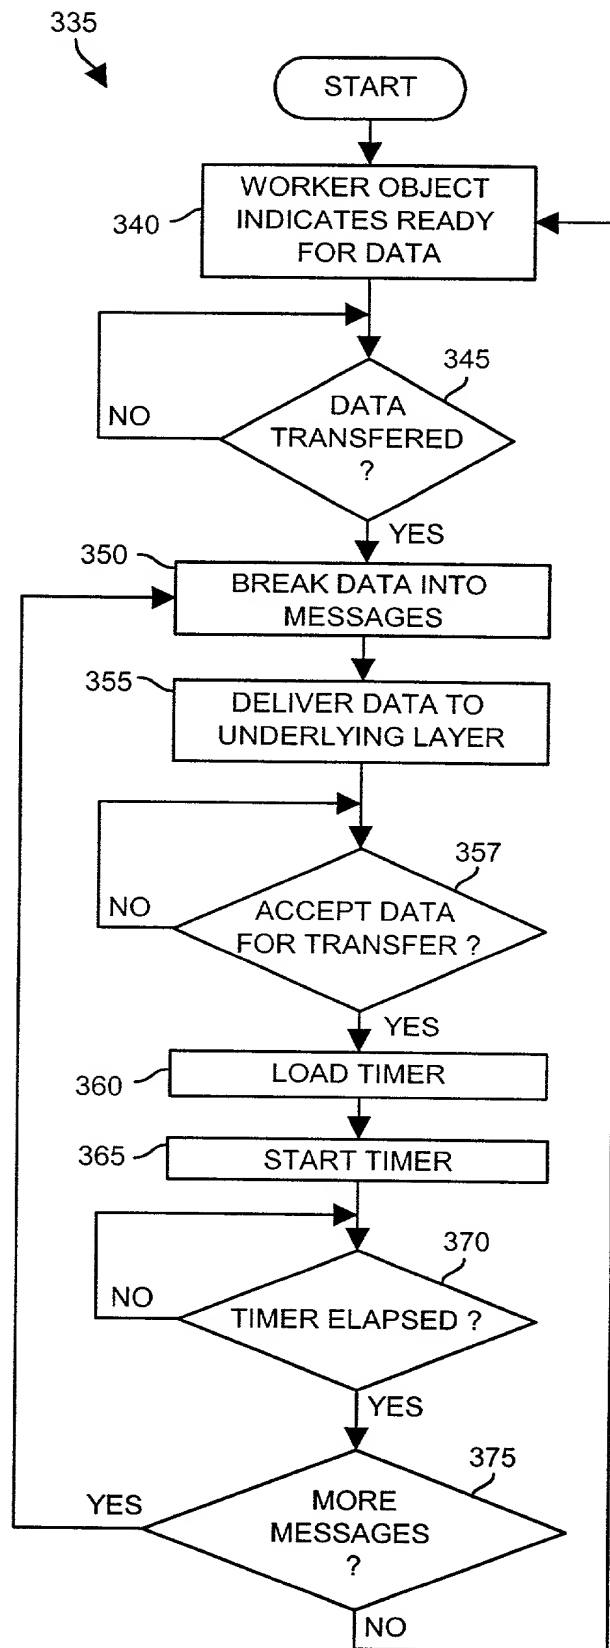 335
START
340
WORKER OBJECT
INDICATES READY
FOR DATA
345
DATA
TRANSFERED
?
NO
YES
350
BREAK DATA INTO
MESSAGES
355
DELIVER DATA TO
UNDERLYING LAYER
357
ACCEPT DATA
FOR TRANSFER ?
NO
YES
360
LOAD TIMER
365
START TIMER
370
TIMER ELAPSED ?
NO
YES
375
MORE
MESSAGES
?
YES
NO